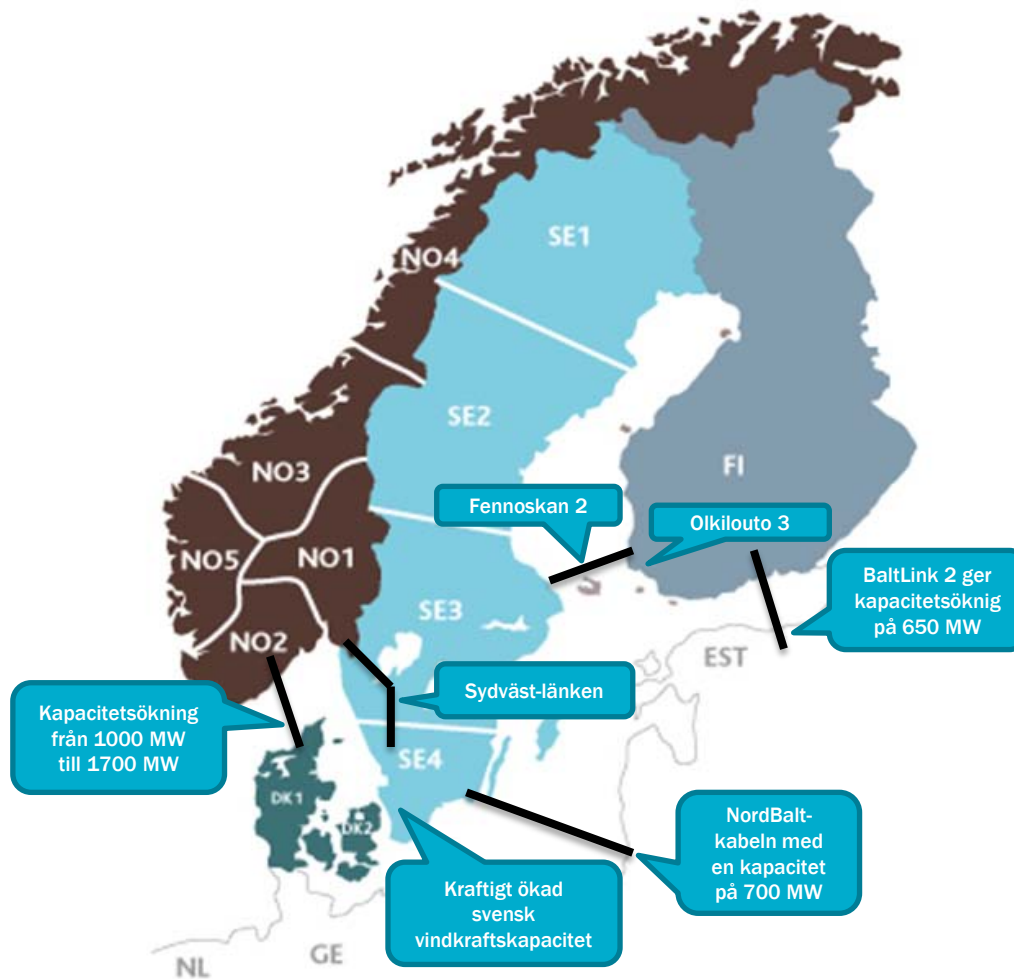 SE1
NO4
SE2
FI
NO3
Fennoskan 2
Olkilouto 3
NO5
NO1
BaltLink 2 ger
kapacitetsöknig
på 650 MW
SE3
NO2
EST
Sydväst-länken
Kapacitetsökning
från 1000 MW
till 1700 MW
SE4
DK1
DK2
NordBalt-
kabeln med
en kapacitet
på 700 MW
Kraftigt ökad
svensk
vindkraftskapacitet
GE
NL